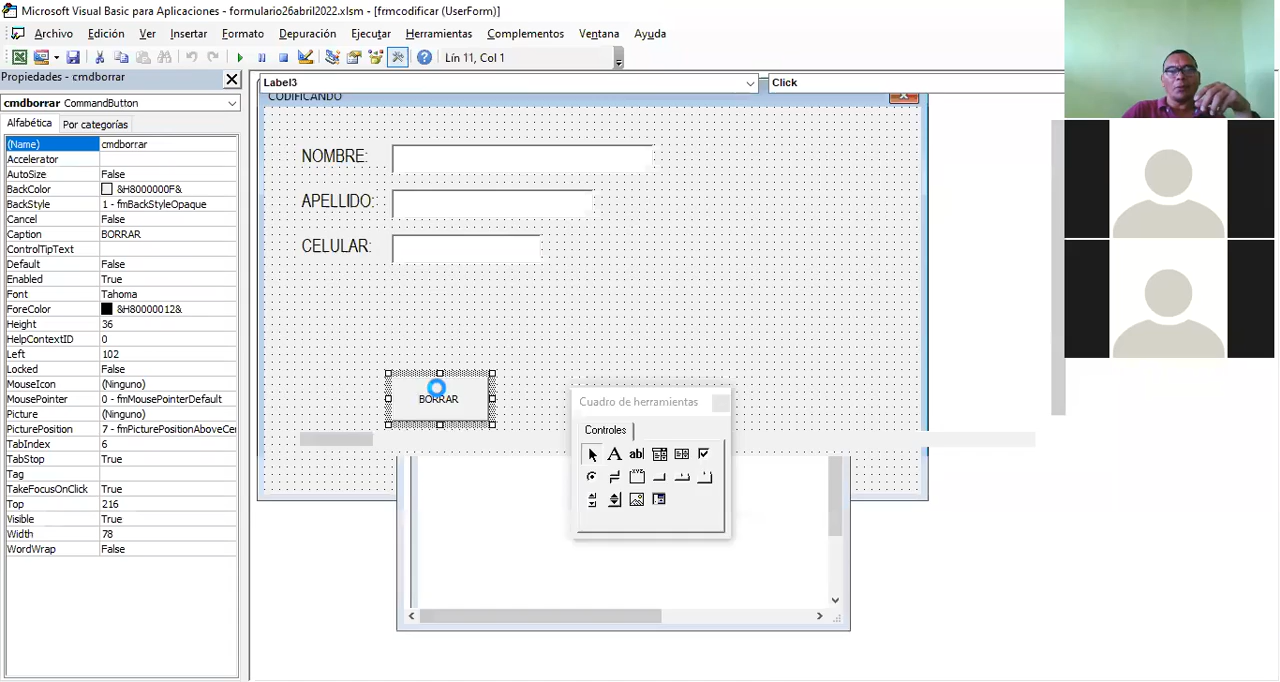 Microsoft Visual Basic para Aplicaciones - formulario26abril2022.xlsm - [frmcodificar (UserForm)]
Archivo Edición Ver Insertar Formato Depuración Ejecutar Herramientas Complementos Ventana Ayuda
Lín 11, Col 1
Propiedades - cmdborrar
cmdborrar CommandButton
Alfabética Por categorías
(Name) cmdborrar
Accelerator
AutoSize False
BackColor &H8000000F&
BackStyle 1 - fmBackStyleOpaque
Cancel False
Caption BORRAR
ControlTipText
Default False
Enabled True
Font Tahoma
ForeColor &H80000012&
Height 36
HelpContextID 0
Left 102
Locked False
MouseIcon (Ninguno)
MousePointer 0 - fmMousePointerDefault
Picture (Ninguno)
PicturePosition 7 - fmPicturePositionAboveCer
TabIndex 6
TabStop True
Tag
TakeFocusOnClick True
Top 216
Visible True
Width 78
WordWrap False
Label3 Click
CODIFICANDO
NOMBRE:
APELLIDO:
CELULAR:
BORRAR
Cuadro de herramientas
Controles
A ab|